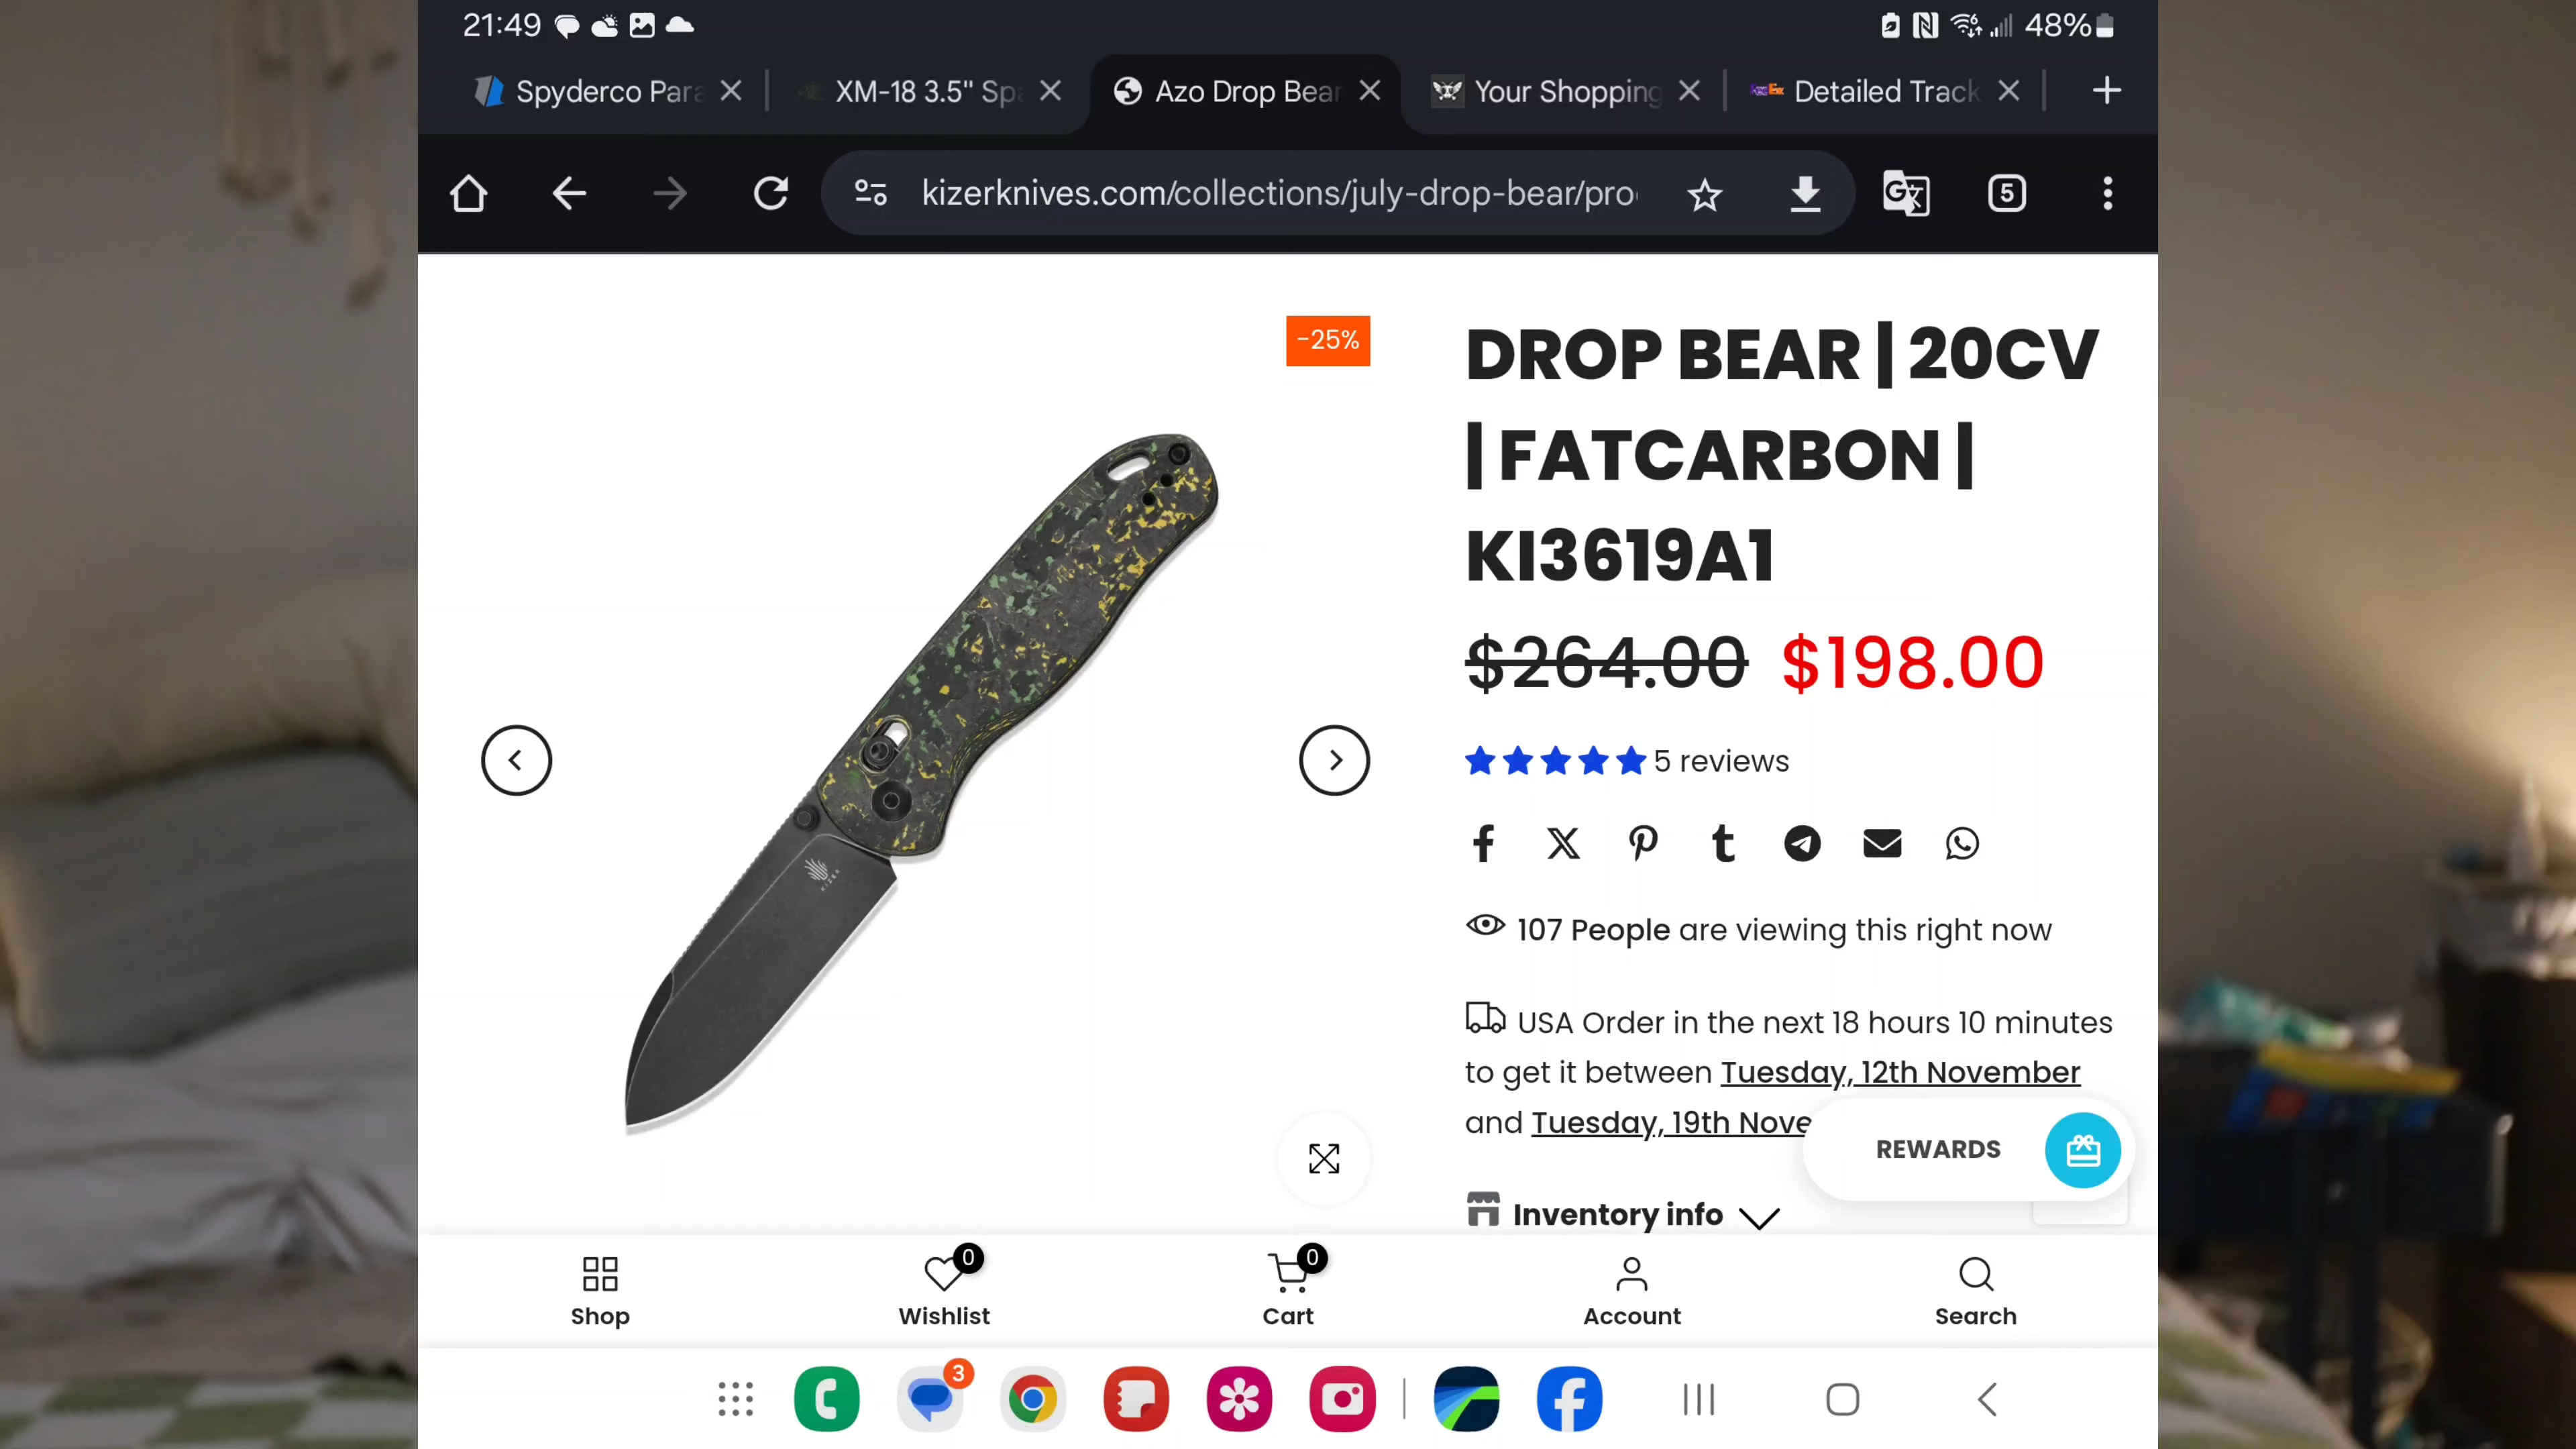 21:49
48%
Spyderco Para
XM-18 3.5" Spa
Azo Drop Bear
Your Shopping
Detailed Track
kizerknives.com/collections/july-drop-bear/pro
5
-25%
DROP BEAR | 20CV
| FATCARBON |
KI3619A1
$264.00 $198.00
5 reviews
107 People are viewing this right now
USA Order in the next 18 hours 10 minutes
to get it between Tuesday, 12th November
and Tuesday, 19th Nove
REWARDS
Inventory info
KIZER
0
0
Shop
Wishlist
Cart
Account
Search
3